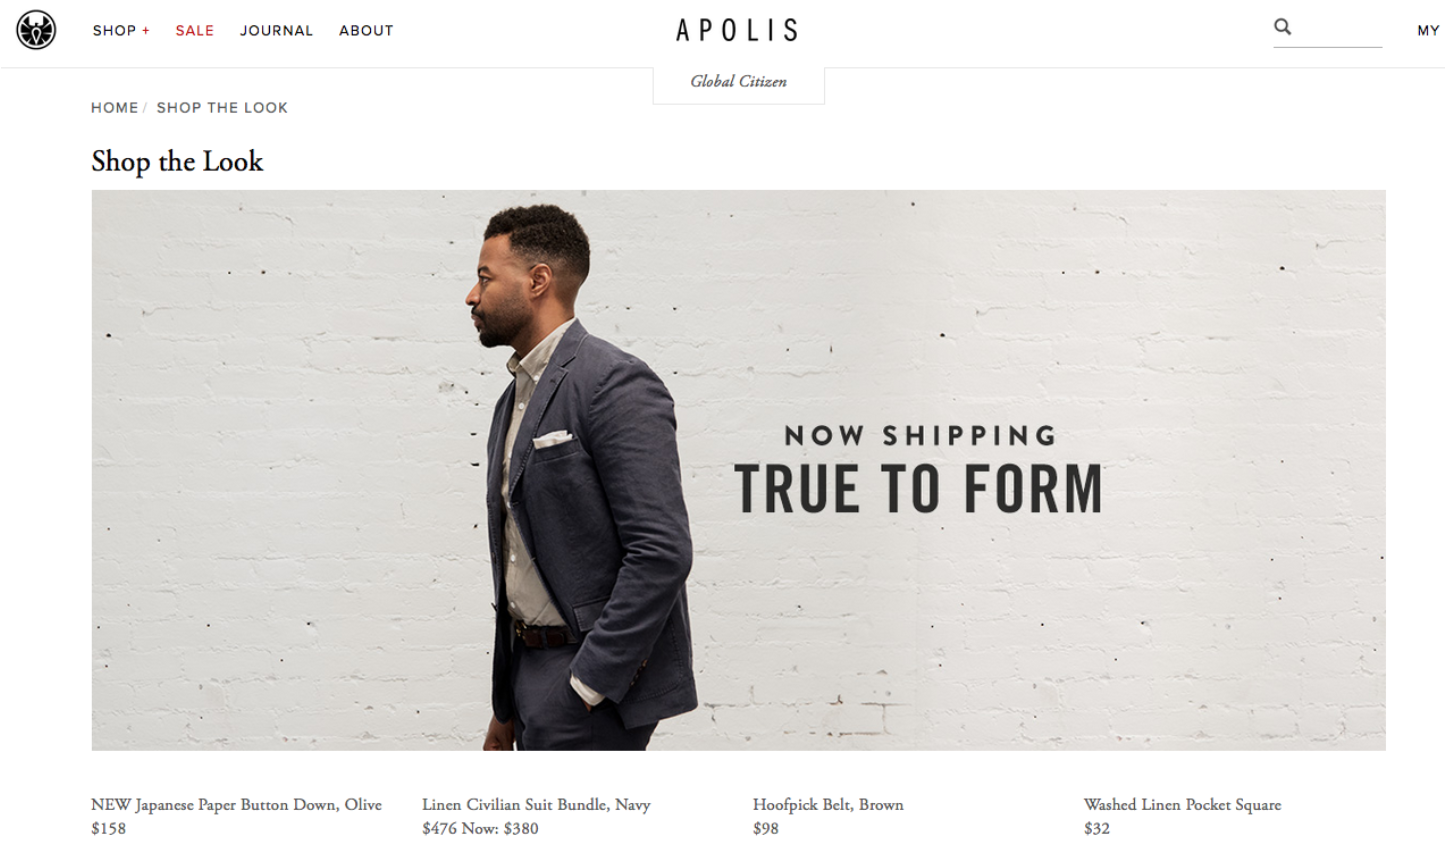 SHOP + SALE JOURNAL ABOUT
APOLIS
MY
Global Citizen
HOME / SHOP THE LOOK
Shop the Look
NOW SHIPPING
TRUE TO FORM
NEW Japanese Paper Button Down, Olive
$158
Linen Civilian Suit Bundle, Navy
$476 Now: $380
Hoofpick Belt, Brown
$98
Washed Linen Pocket Square
$32